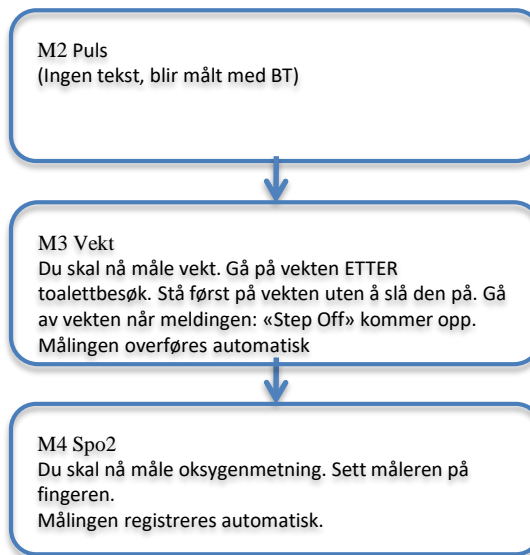 M2 Puls
(Ingen tekst, blir målt med BT)
M3 Vekt
Du skal nå måle vekt. Gå på vekten ETTER
toalettbesøk. Stå først på vekten uten å slå den på. Gå
av vekten når meldingen: «Step Off» kommer opp.
Målingen overføres automatisk
M4 Spo2
Du skal nå måle oksygenmetning. Sett måleren på
fingeren.
Målingen registreres automatisk.